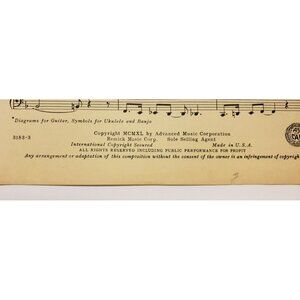 *Diagrams for Guitar, Symbols for Ukulele and Banjo
3183-3
Copyright MCMXL by Advanced Music Corporation
Remick Music Corp. Sole Selling Agent
International Copyright Secured Made in U.S.A.
ALL RIGHTS RESERVED INCLUDING PUBLIC PERFORMANCE FOR PROFIT
Any arrangement or adaptation of this composition without the consent of the owner is an infringement of copyright